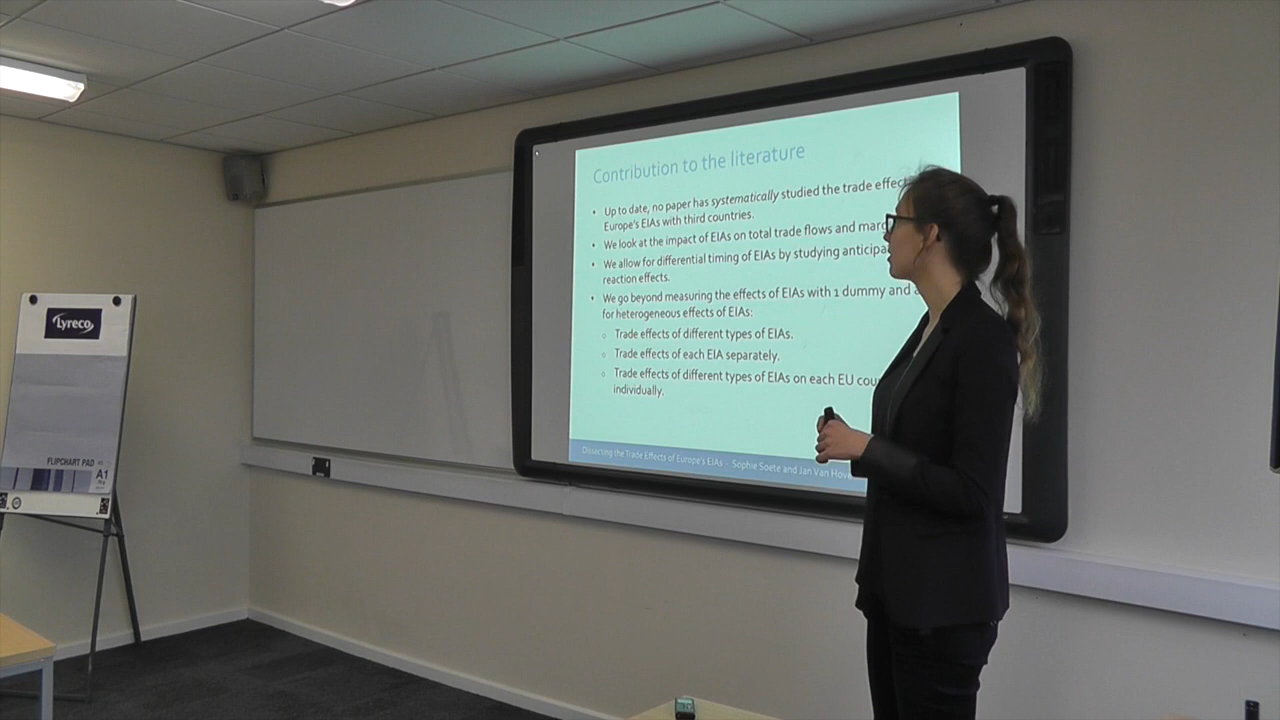 Contribution to the literature
• Up to date, no paper has systematically studied the trade
Europe's EIAs with third countries.
• We look at the impact of EIAs on total trade flows and
• We allow for differential timing of EIAs by studying
reaction effects.
• We go beyond measuring the effects of EIAs with 1 dummy and
for heterogeneous effects of EIAs:
○ Trade effects of different types of EIAs.
○ Trade effects of each EIA separately.
○ Trade effects of different types of EIAs on each EU
individually.
Dissecting the Trade Effects of Europe's EIAs - Sophie Soete and Jan Van
Lyreco
FLIPCHART PAD
A1